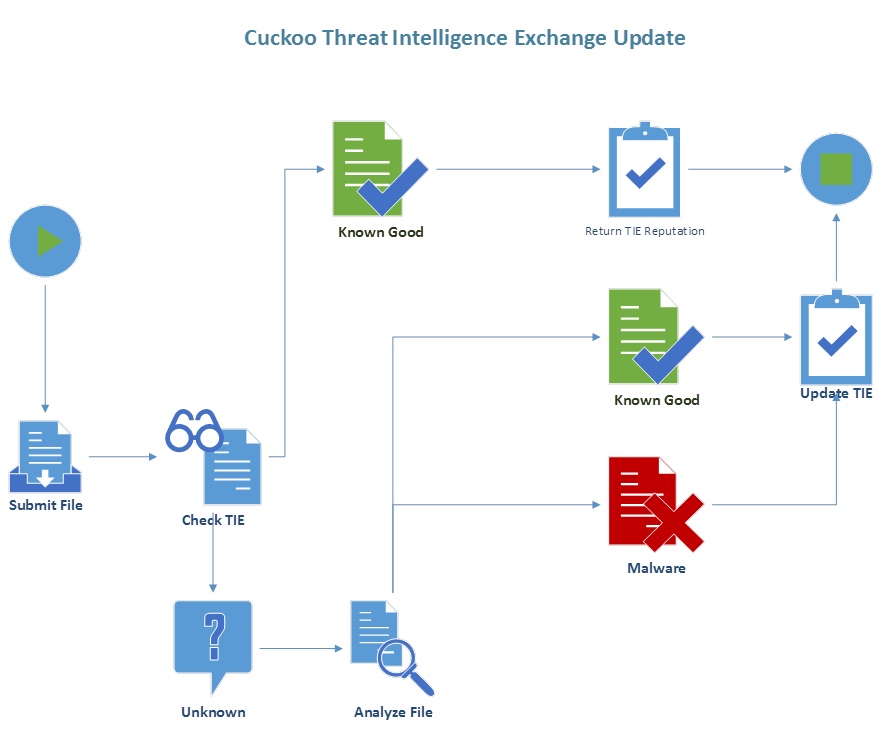 Cuckoo Threat Intelligence Exchange Update
Known Good
Return TIE Reputation
Known Good
Update TIE
Submit File
Check TIE
Malware
?
Unknown
Analyze File